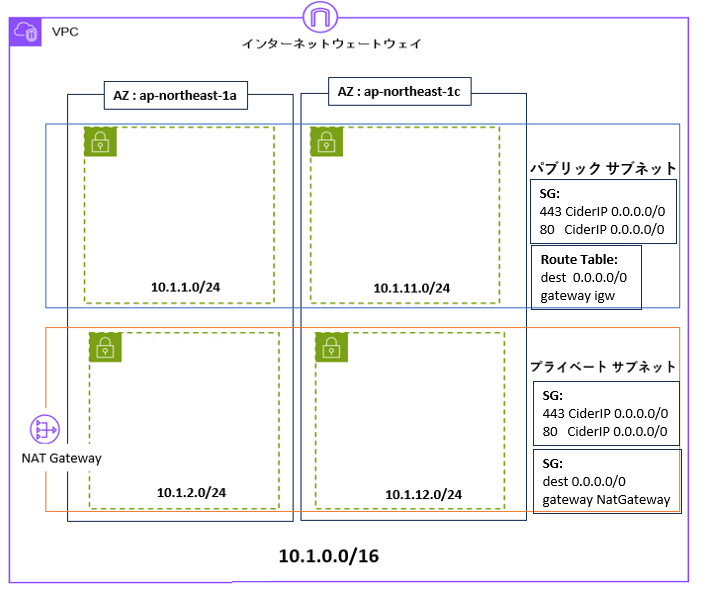 VPC
インターネットウェートウェイ
AZ : ap-northeast-1a
AZ : ap-northeast-1c
パブリック サブネット
SG:
443 CiderIP 0.0.0.0/0
80 CiderIP 0.0.0.0/0
Route Table:
dest 0.0.0.0/0
gateway igw
10.1.1.0/24
10.1.11.0/24
プライベート サブネット
SG:
443 CiderIP 0.0.0.0/0
80 CiderIP 0.0.0.0/0
SG:
dest 0.0.0.0/0
gateway NatGateway
NAT Gateway
10.1.2.0/24
10.1.12.0/24
10.1.0.0/16